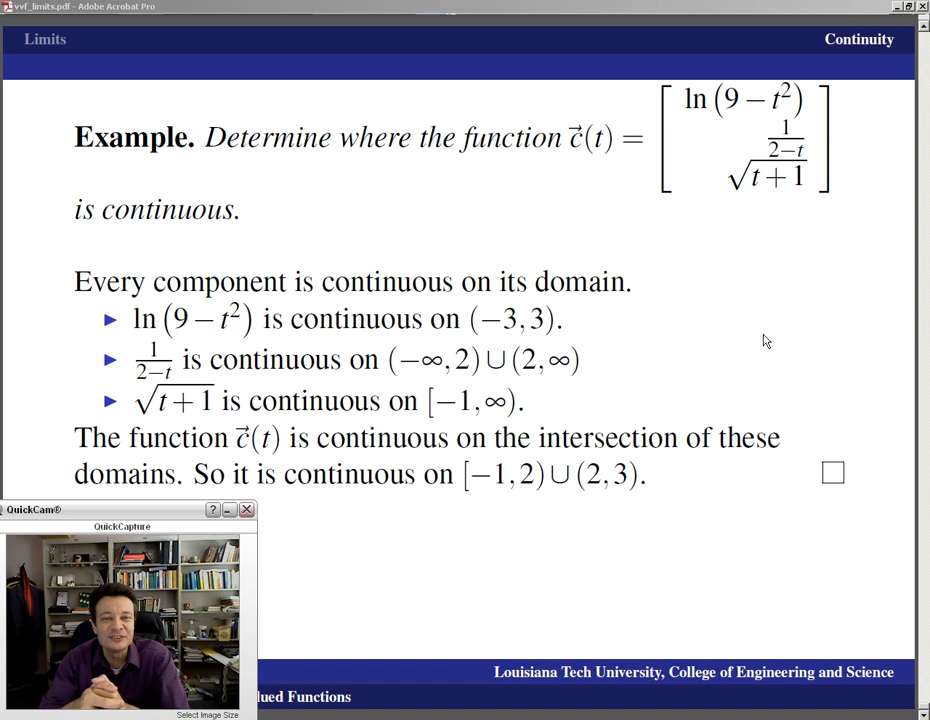 vvf_limits.pdf - Adobe Acrobat Pro
Limits
Continuity
Example. Determine where the function c⃗(t) = [ ln(9 − t²)
1/(2−t)
√(t+1) ]
is continuous.
Every component is continuous on its domain.
▶ ln(9 − t²) is continuous on (−3, 3).
▶ 1/(2−t) is continuous on (−∞, 2) ∪ (2, ∞)
▶ √(t+1) is continuous on [−1, ∞).
The function c⃗(t) is continuous on the intersection of these
domains. So it is continuous on [−1, 2) ∪ (2, 3). □
QuickCam®
QuickCapture
Select Image Size
Louisiana Tech University, College of Engineering and Science
lued Functions